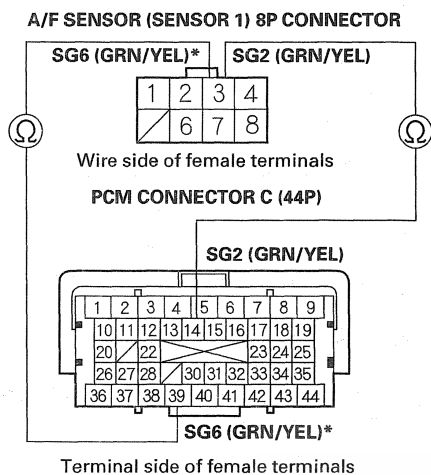 A/F SENSOR (SENSOR 1) 8P CONNECTOR
SG6 (GRN/YEL)* SG2 (GRN/YEL)
1 2 3 4
6 7 8
Ω Ω
Wire side of female terminals
PCM CONNECTOR C (44P)
SG2 (GRN/YEL)
1 2 3 4 5 6 7 8 9
10 11 12 13 14 15 16 17 18 19
20 22 23 24 25
26 27 28 30 31 32 33 34 35
36 37 38 39 40 41 42 43 44
SG6 (GRN/YEL)*
Terminal side of female terminals